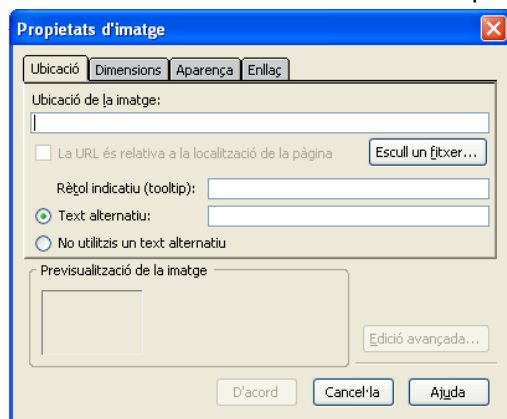 Propietats d'imatge
Ubicació Dimensions Aparença Enllaç
Ubicació de la imatge:
La URL és relativa a la localització de la pàgina Escull un fitxer...
Rètol indicatiu (tooltip):
Text alternatiu:
No utilitzis un text alternatiu
Previsualització de la imatge
Edició avançada...
D'acord Cancel·la Ajuda